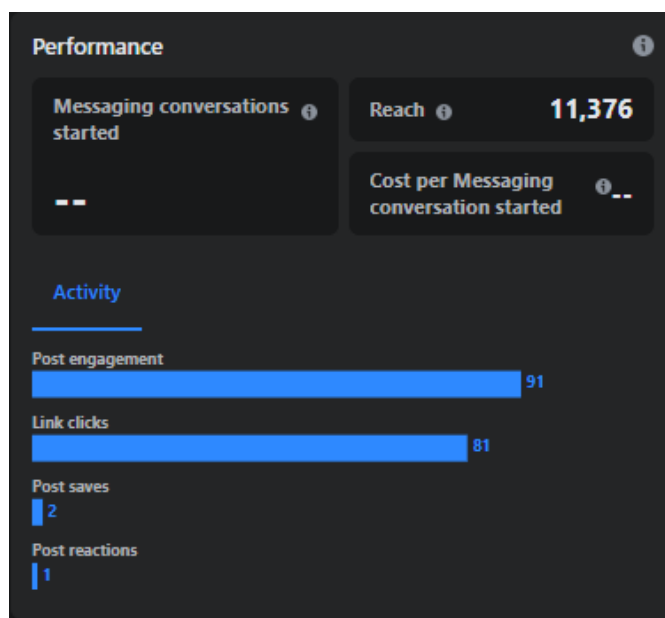 Performance
Messaging conversations
started
--
Reach
11,376
Cost per Messaging
conversation started
--
Activity
Post engagement
91
Link clicks
81
Post saves
2
Post reactions
1